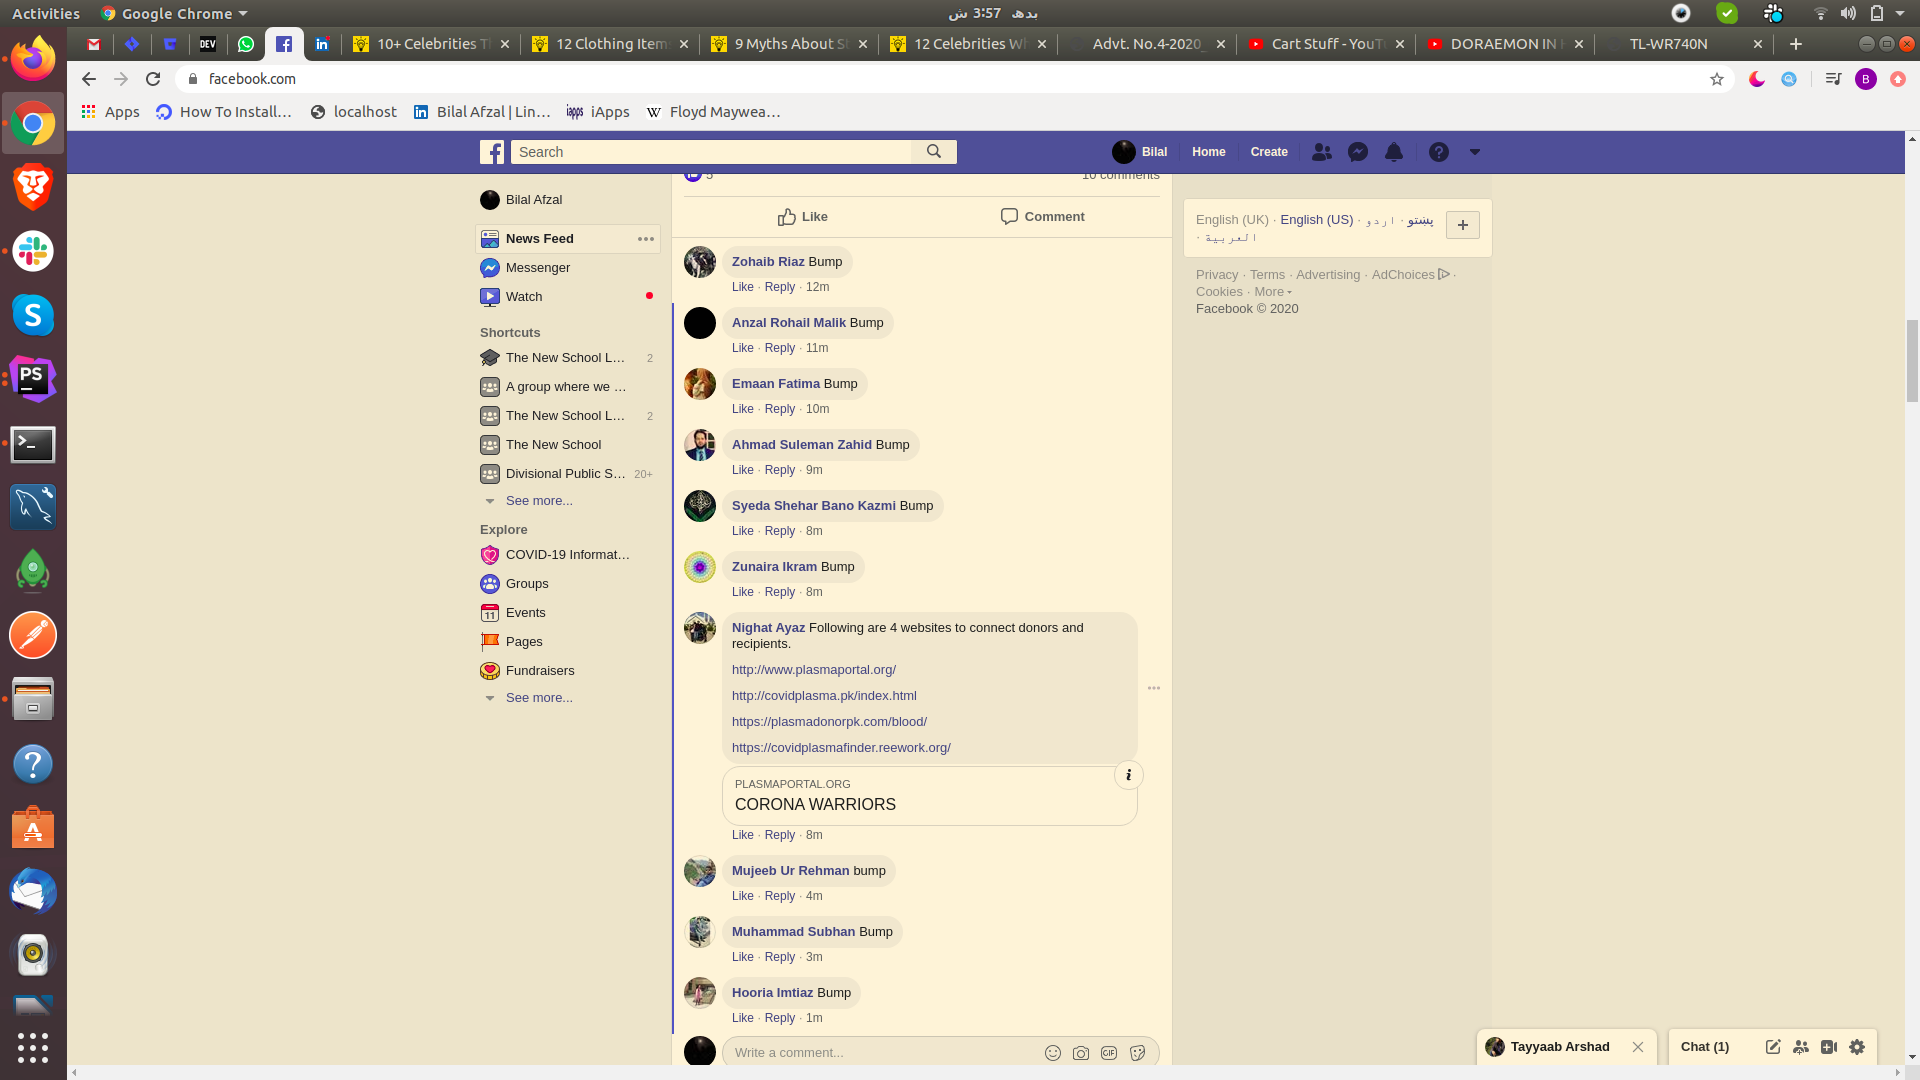 Activities
Google Chrome
بدھ  3:57 ش
10+ Celebrities T
12 Clothing Item
9 Myths About S
12 Celebrities Wh
Advt. No.4-2020_
Cart Stuff - YouT
DORAEMON IN
TL-WR740N
facebook.com
Apps
How To Install…
localhost
Bilal Afzal | Lin…
iApps
Floyd Maywea…
Search
Bilal
Home
Create
Bilal Afzal
News Feed
Messenger
Watch
Shortcuts
The New School L... 2
A group where we ...
The New School L... 2
The New School
Divisional Public S... 20+
See more...
Explore
COVID-19 Informat...
Groups
Events
Pages
Fundraisers
See more...
5
10 comments
Like
Comment
Zohaib Riaz Bump
Like · Reply · 12m
Anzal Rohail Malik Bump
Like · Reply · 11m
Emaan Fatima Bump
Like · Reply · 10m
Ahmad Suleman Zahid Bump
Like · Reply · 9m
Syeda Shehar Bano Kazmi Bump
Like · Reply · 8m
Zunaira Ikram Bump
Like · Reply · 8m
Nighat Ayaz Following are 4 websites to connect donors and
recipients.
http://www.plasmaportal.org/
http://covidplasma.pk/index.html
https://plasmadonorpk.com/blood/
https://covidplasmafinder.reework.org/
PLASMAPORTAL.ORG
CORONA WARRIORS
Like · Reply · 8m
Mujeeb Ur Rehman bump
Like · Reply · 4m
Muhammad Subhan Bump
Like · Reply · 3m
Hooria Imtiaz Bump
Like · Reply · 1m
Write a comment...
English (UK) · English (US) · اردو · پښتو
· العربية
Privacy · Terms · Advertising · AdChoices ·
Cookies · More
Facebook © 2020
Tayyaab Arshad
Chat (1)